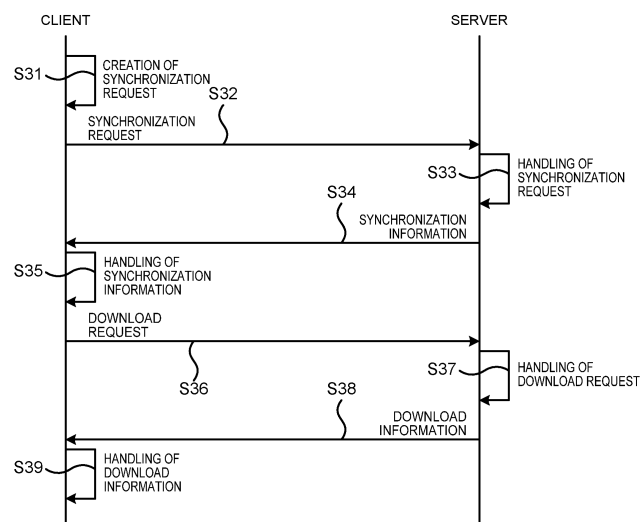 CLIENT
SERVER
S31
CREATION OF
SYNCHRONIZATION
REQUEST
S32
SYNCHRONIZATION
REQUEST
S33
HANDLING OF
SYNCHRONIZATION
REQUEST
S34
SYNCHRONIZATION
INFORMATION
S35
HANDLING OF
SYNCHRONIZATION
INFORMATION
DOWNLOAD
REQUEST
S36
S37
HANDLING OF
DOWNLOAD REQUEST
S38
DOWNLOAD
INFORMATION
S39
HANDLING OF
DOWNLOAD
INFORMATION